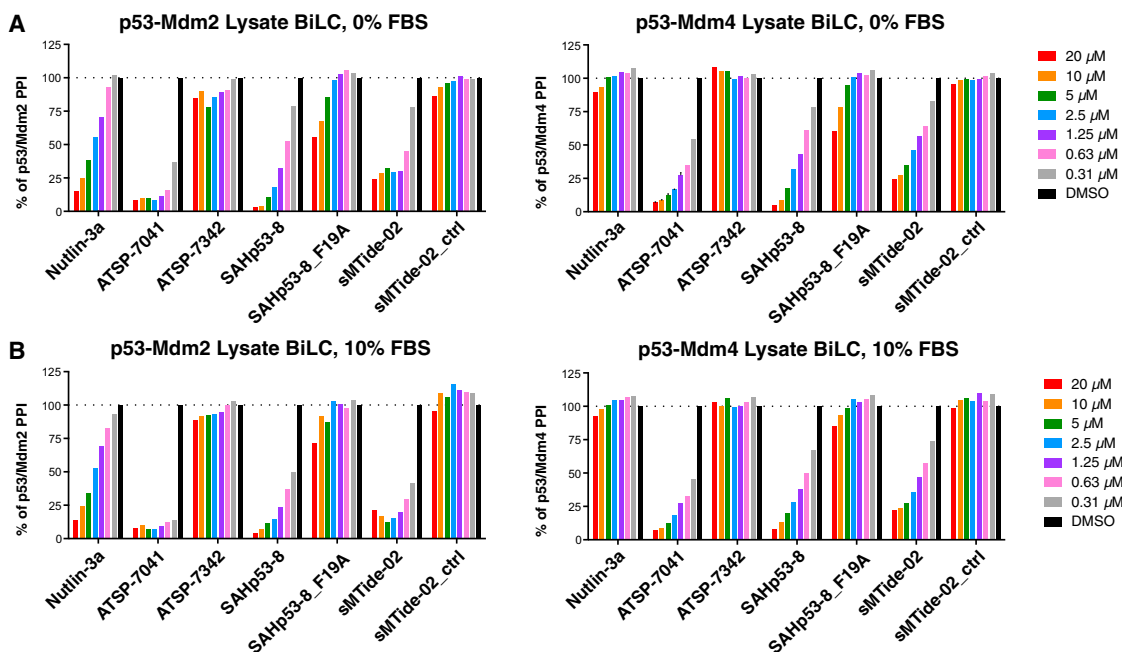 A
p53-Mdm2 Lysate BiLC, 0% FBS
% of p53/Mdm2 PPI
125
100
75
50
25
0
Nutlin-3a
ATSP-7041
ATSP-7342
SAHp53-8
SAHp53-8_F19A
sMTide-02
sMTide-02_ctrl
p53-Mdm4 Lysate BiLC, 0% FBS
% of p53/Mdm4 PPI
125
100
75
50
25
0
Nutlin-3a
ATSP-7041
ATSP-7342
SAHp53-8
SAHp53-8_F19A
sMTide-02
sMTide-02_ctrl
20 µM
10 µM
5 µM
2.5 µM
1.25 µM
0.63 µM
0.31 µM
DMSO
B
p53-Mdm2 Lysate BiLC, 10% FBS
% of p53/Mdm2 PPI
125
100
75
50
25
0
Nutlin-3a
ATSP-7041
ATSP-7342
SAHp53-8
SAHp53-8_F19A
sMTide-02
sMTide-02_ctrl
p53-Mdm4 Lysate BiLC, 10% FBS
% of p53/Mdm4 PPI
125
100
75
50
25
0
Nutlin-3a
ATSP-7041
ATSP-7342
SAHp53-8
SAHp53-8_F19A
sMTide-02
sMTide-02_ctrl
20 µM
10 µM
5 µM
2.5 µM
1.25 µM
0.63 µM
0.31 µM
DMSO